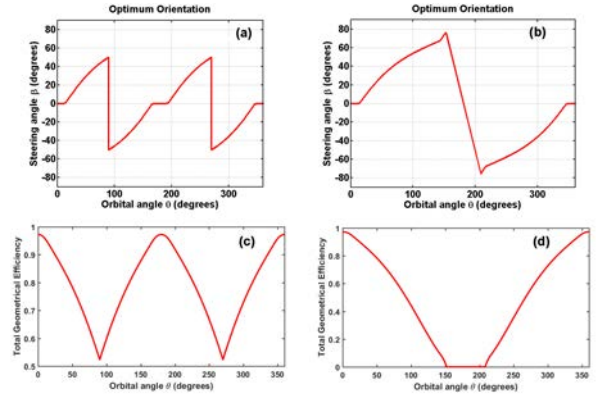 Optimum Orientation
(a)
Steering angle β (degrees)
80
60
40
20
0
-20
-40
-60
-80
0 100 200 300
Orbital angle θ (degrees)
Optimum Orientation
(b)
Steering angle β (degrees)
80
60
40
20
0
-20
-40
-60
-80
0 100 200 300
Orbital angle θ (degrees)
(c)
Total Geometrical Efficiency
1
0.9
0.8
0.7
0.6
0.5
0 50 100 150 200 250 300 350
Orbital angle θ (degrees)
(d)
Total Geometrical Efficiency
1
0.8
0.6
0.4
0.2
0
0 50 100 150 200 250 300 350
Orbital angle θ (degrees)